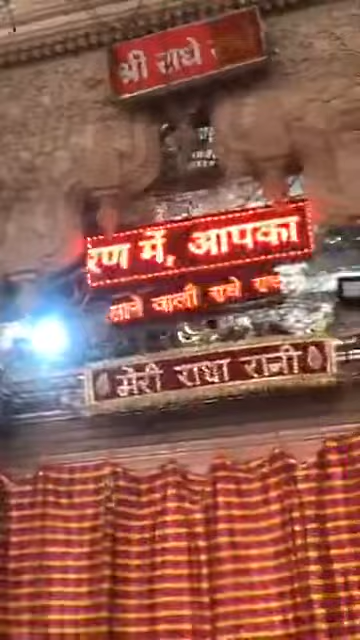 श्री राधे
रण में, आपका
वाली राधे
मेरी राधा रानी